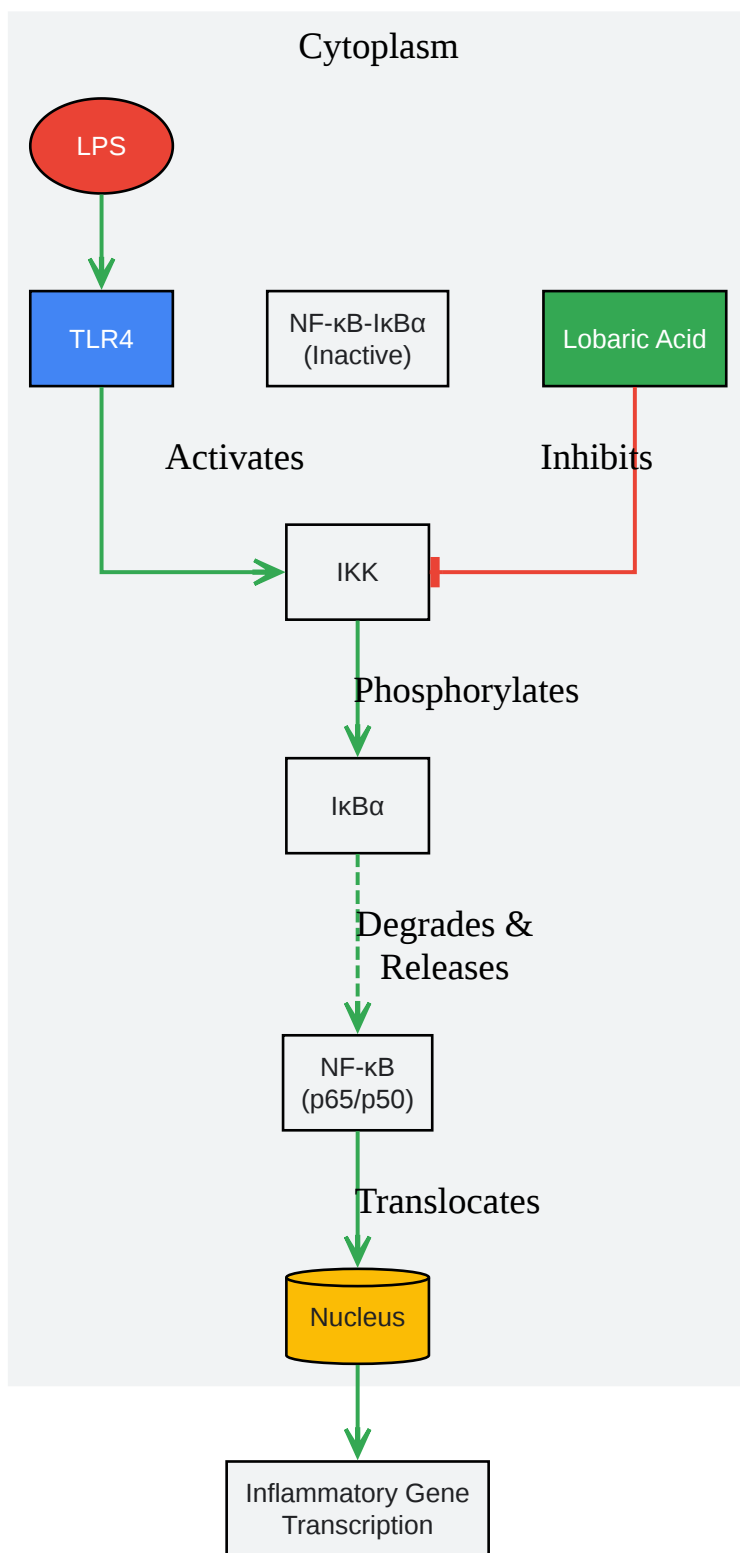 Cytoplasm
LPS
TLR4
NF-κB-IκBα
(Inactive)
Lobaric Acid
Activates
Inhibits
IKK
Phosphorylates
IκBα
Degrades &
Releases
NF-κB
(p65/p50)
Translocates
Nucleus
Inflammatory Gene
Transcription